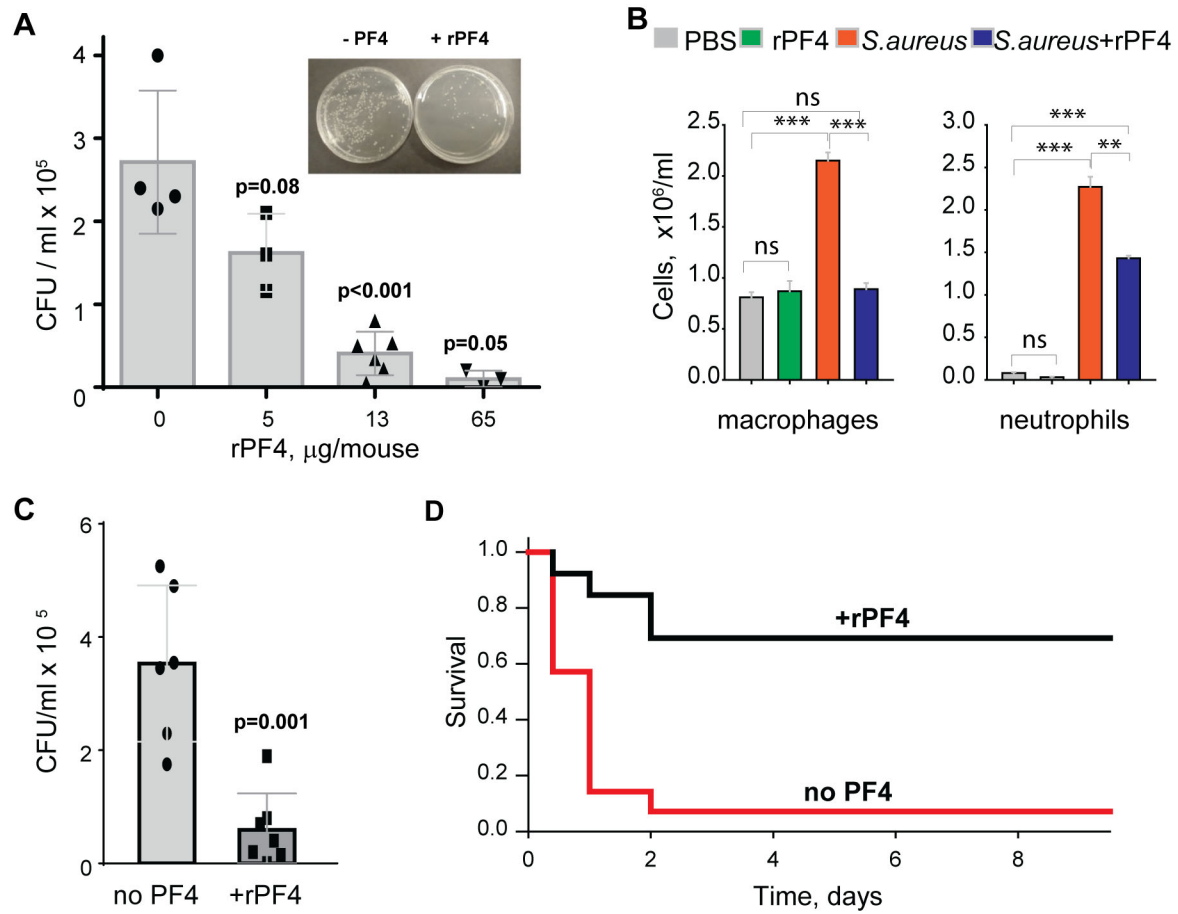 A
- PF4 + rPF4
CFU / ml x 10⁵
4
3
2
1
0
p=0.08
p<0.001
p=0.05
0 5 13 65
rPF4, μg/mouse
B
PBS rPF4 S.aureus S.aureus+rPF4
Cells, x10⁶/ml
2.5
2.0
1.5
1.0
0.5
0.0
ns
*** ***
ns
macrophages
3.0
2.5
2.0
1.5
1.0
0.5
0.0
***
*** **
ns
neutrophils
C
CFU/ml x 10 ⁵
6
4
2
0
p=0.001
no PF4 +rPF4
D
Survival
1.0
0.8
0.6
0.4
0.2
0.0
+rPF4
no PF4
0 2 4 6 8
Time, days